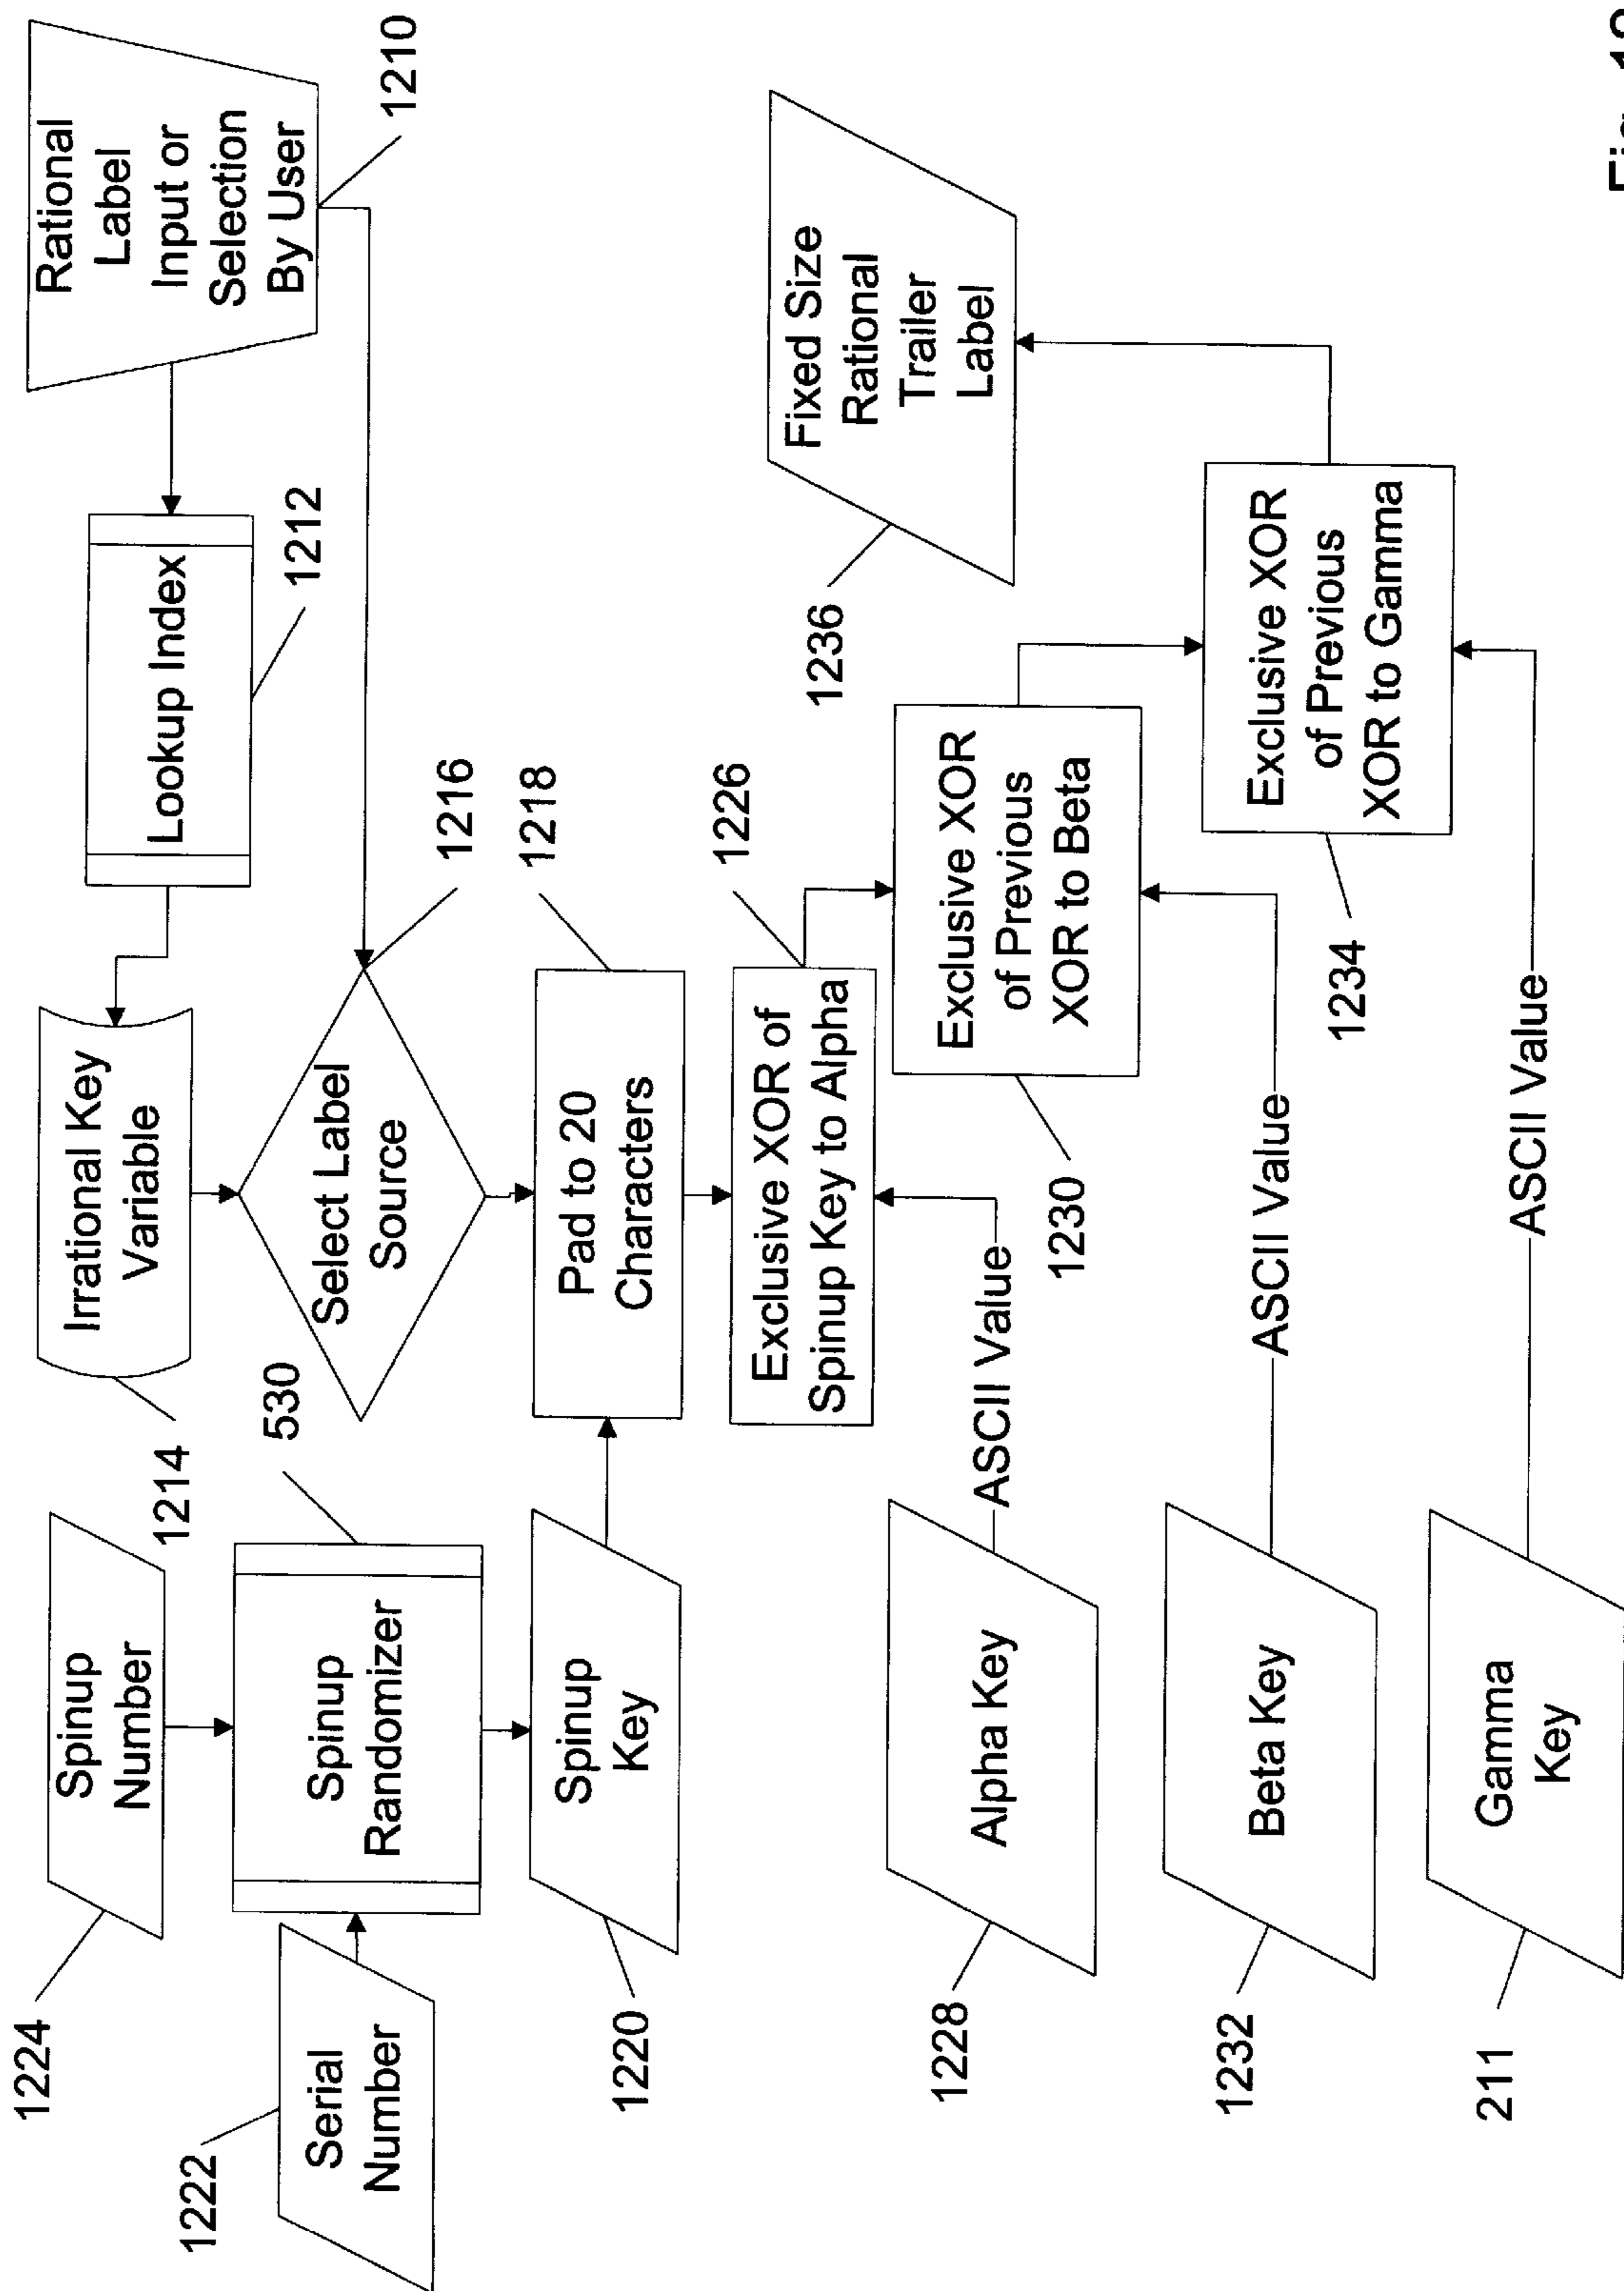 Rational
Label
Input or
Selection
By User
1210
Lookup Index
1212
Irrational Key
Variable
1214
Select Label
Source
1216
Spinup
Number
1224
530
Spinup
Randomizer
Serial
Number
1222
Spinup
Key
1220
Pad to 20
Characters
1218
Exclusive XOR of
Spinup Key to Alpha
1226
Alpha Key
1228
ASCII Value
Exclusive XOR
of Previous
XOR to Beta
1230
Beta Key
1232
ASCII Value
Exclusive XOR
of Previous
XOR to Gamma
1234
Gamma
Key
211
ASCII Value
Fixed Size
Rational
Trailer
Label
1236
Fig.